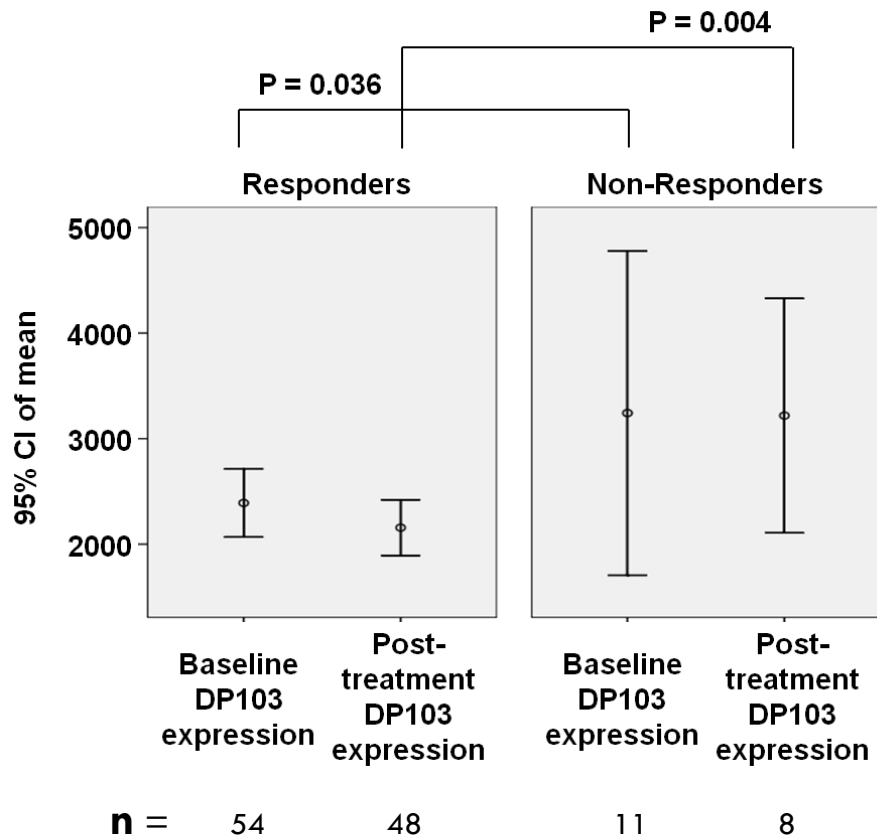 P = 0.004
P = 0.036
Responders
Non-Responders
95% CI of mean
5000
4000
3000
2000
Baseline
DP103
expression
Post-
treatment
DP103
expression
Baseline
DP103
expression
Post-
treatment
DP103
expression
n = 54 48 11 8